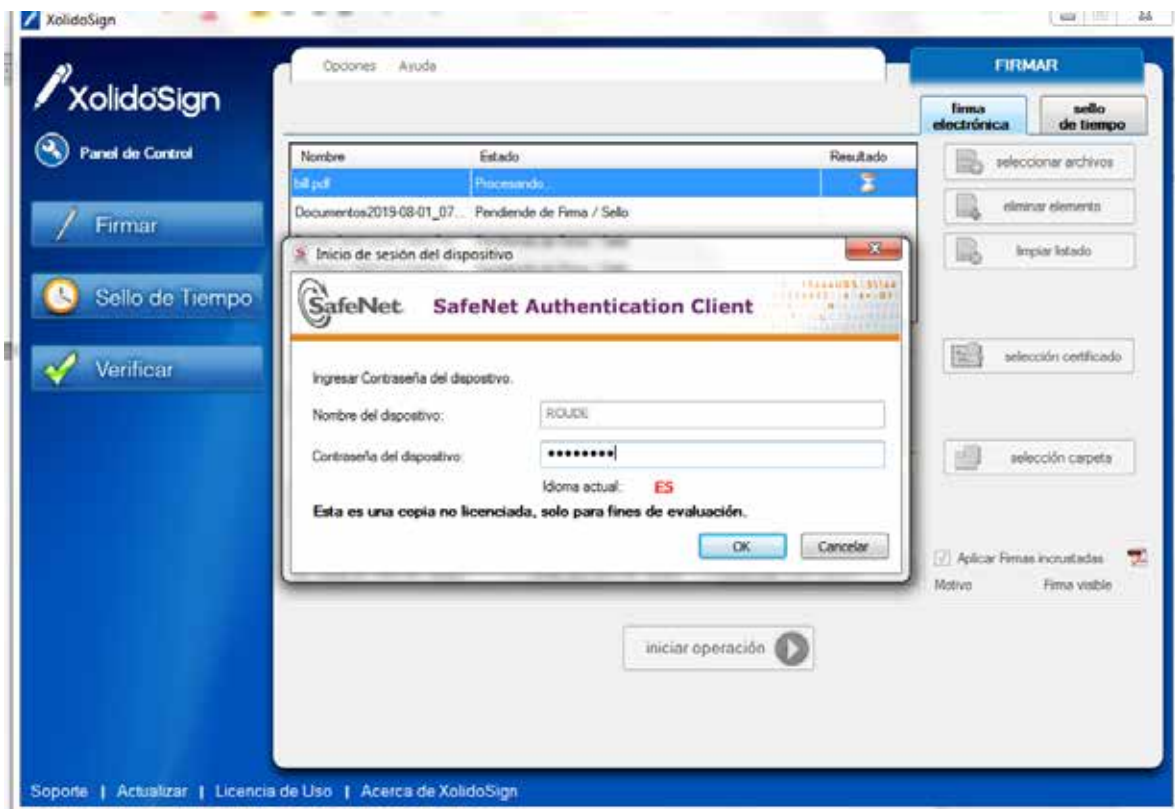 XolidoSign
Opciones Ayuda
FIRMAR
XolidoSign
firma electrónica
sello de tiempo
Panel de Control
Nombre Estado Resultado
seleccionar archivos
bill.pdf Procesando...
eliminar elemento
Documentos2019-08-01_07... Pendiende de Firma / Sello
Firmar
limpiar listado
Inicio de sesión del dispositivo
SafeNet. SafeNet Authentication Client
Sello de Tiempo
selección certificado
Verificar
Ingresar Contraseña del dispostivo.
Nombre del dispositivo: ROUDE
Contraseña del dispositivo: ••••••••
selección carpeta
Idioma actual: ES
Esta es una copia no licenciada, solo para fines de evaluación.
OK Cancelar
Aplicar Firmas incrustadas
Motivo Firma visible
iniciar operación
Soporte | Actualizar | Licencia de Uso | Acerca de XolidoSign